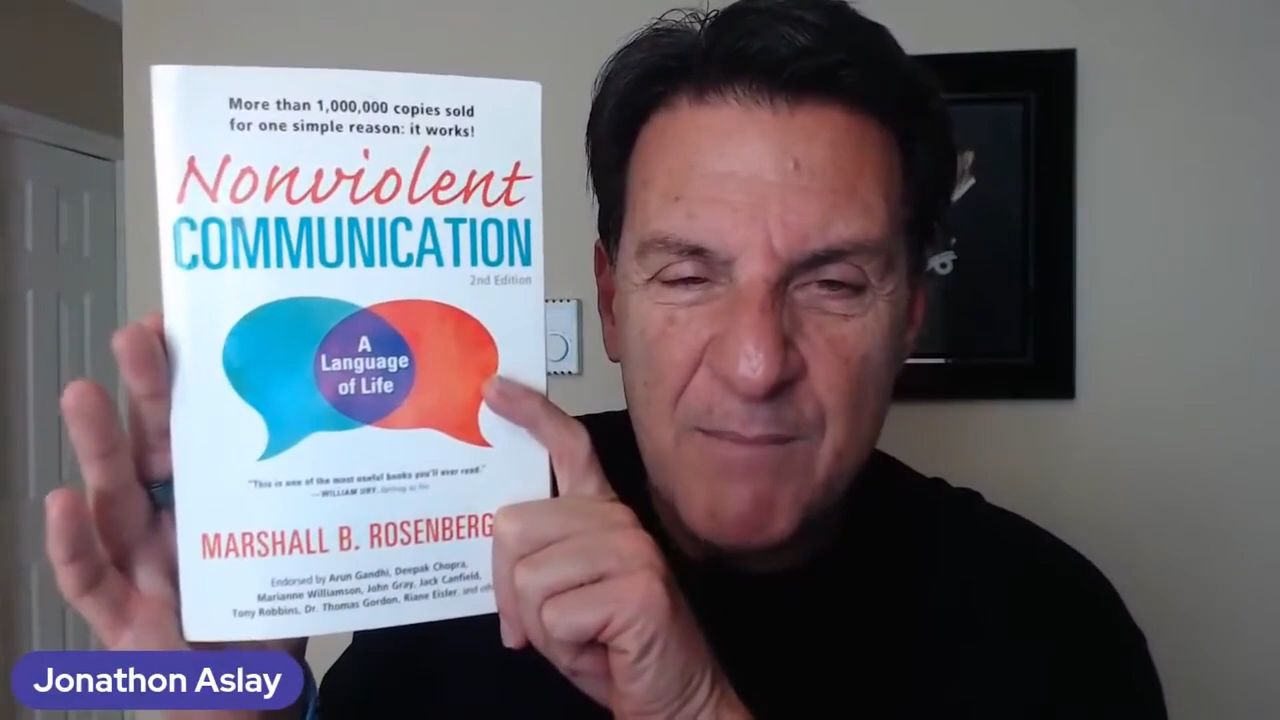 More than 1,000,000 copies sold
for one simple reason: it works!
Nonviolent
COMMUNICATION
2nd Edition
A
Language
of Life
"This is one of the most useful books you'll ever read."
—WILLIAM URY, Getting to Yes
MARSHALL B. ROSENBERG
Endorsed by Arun Gandhi, Deepak Chopra,
Marianne Williamson, John Gray, Jack Canfield,
Tony Robbins, Dr. Thomas Gordon, Riane Eisler, and
Jonathon Aslay